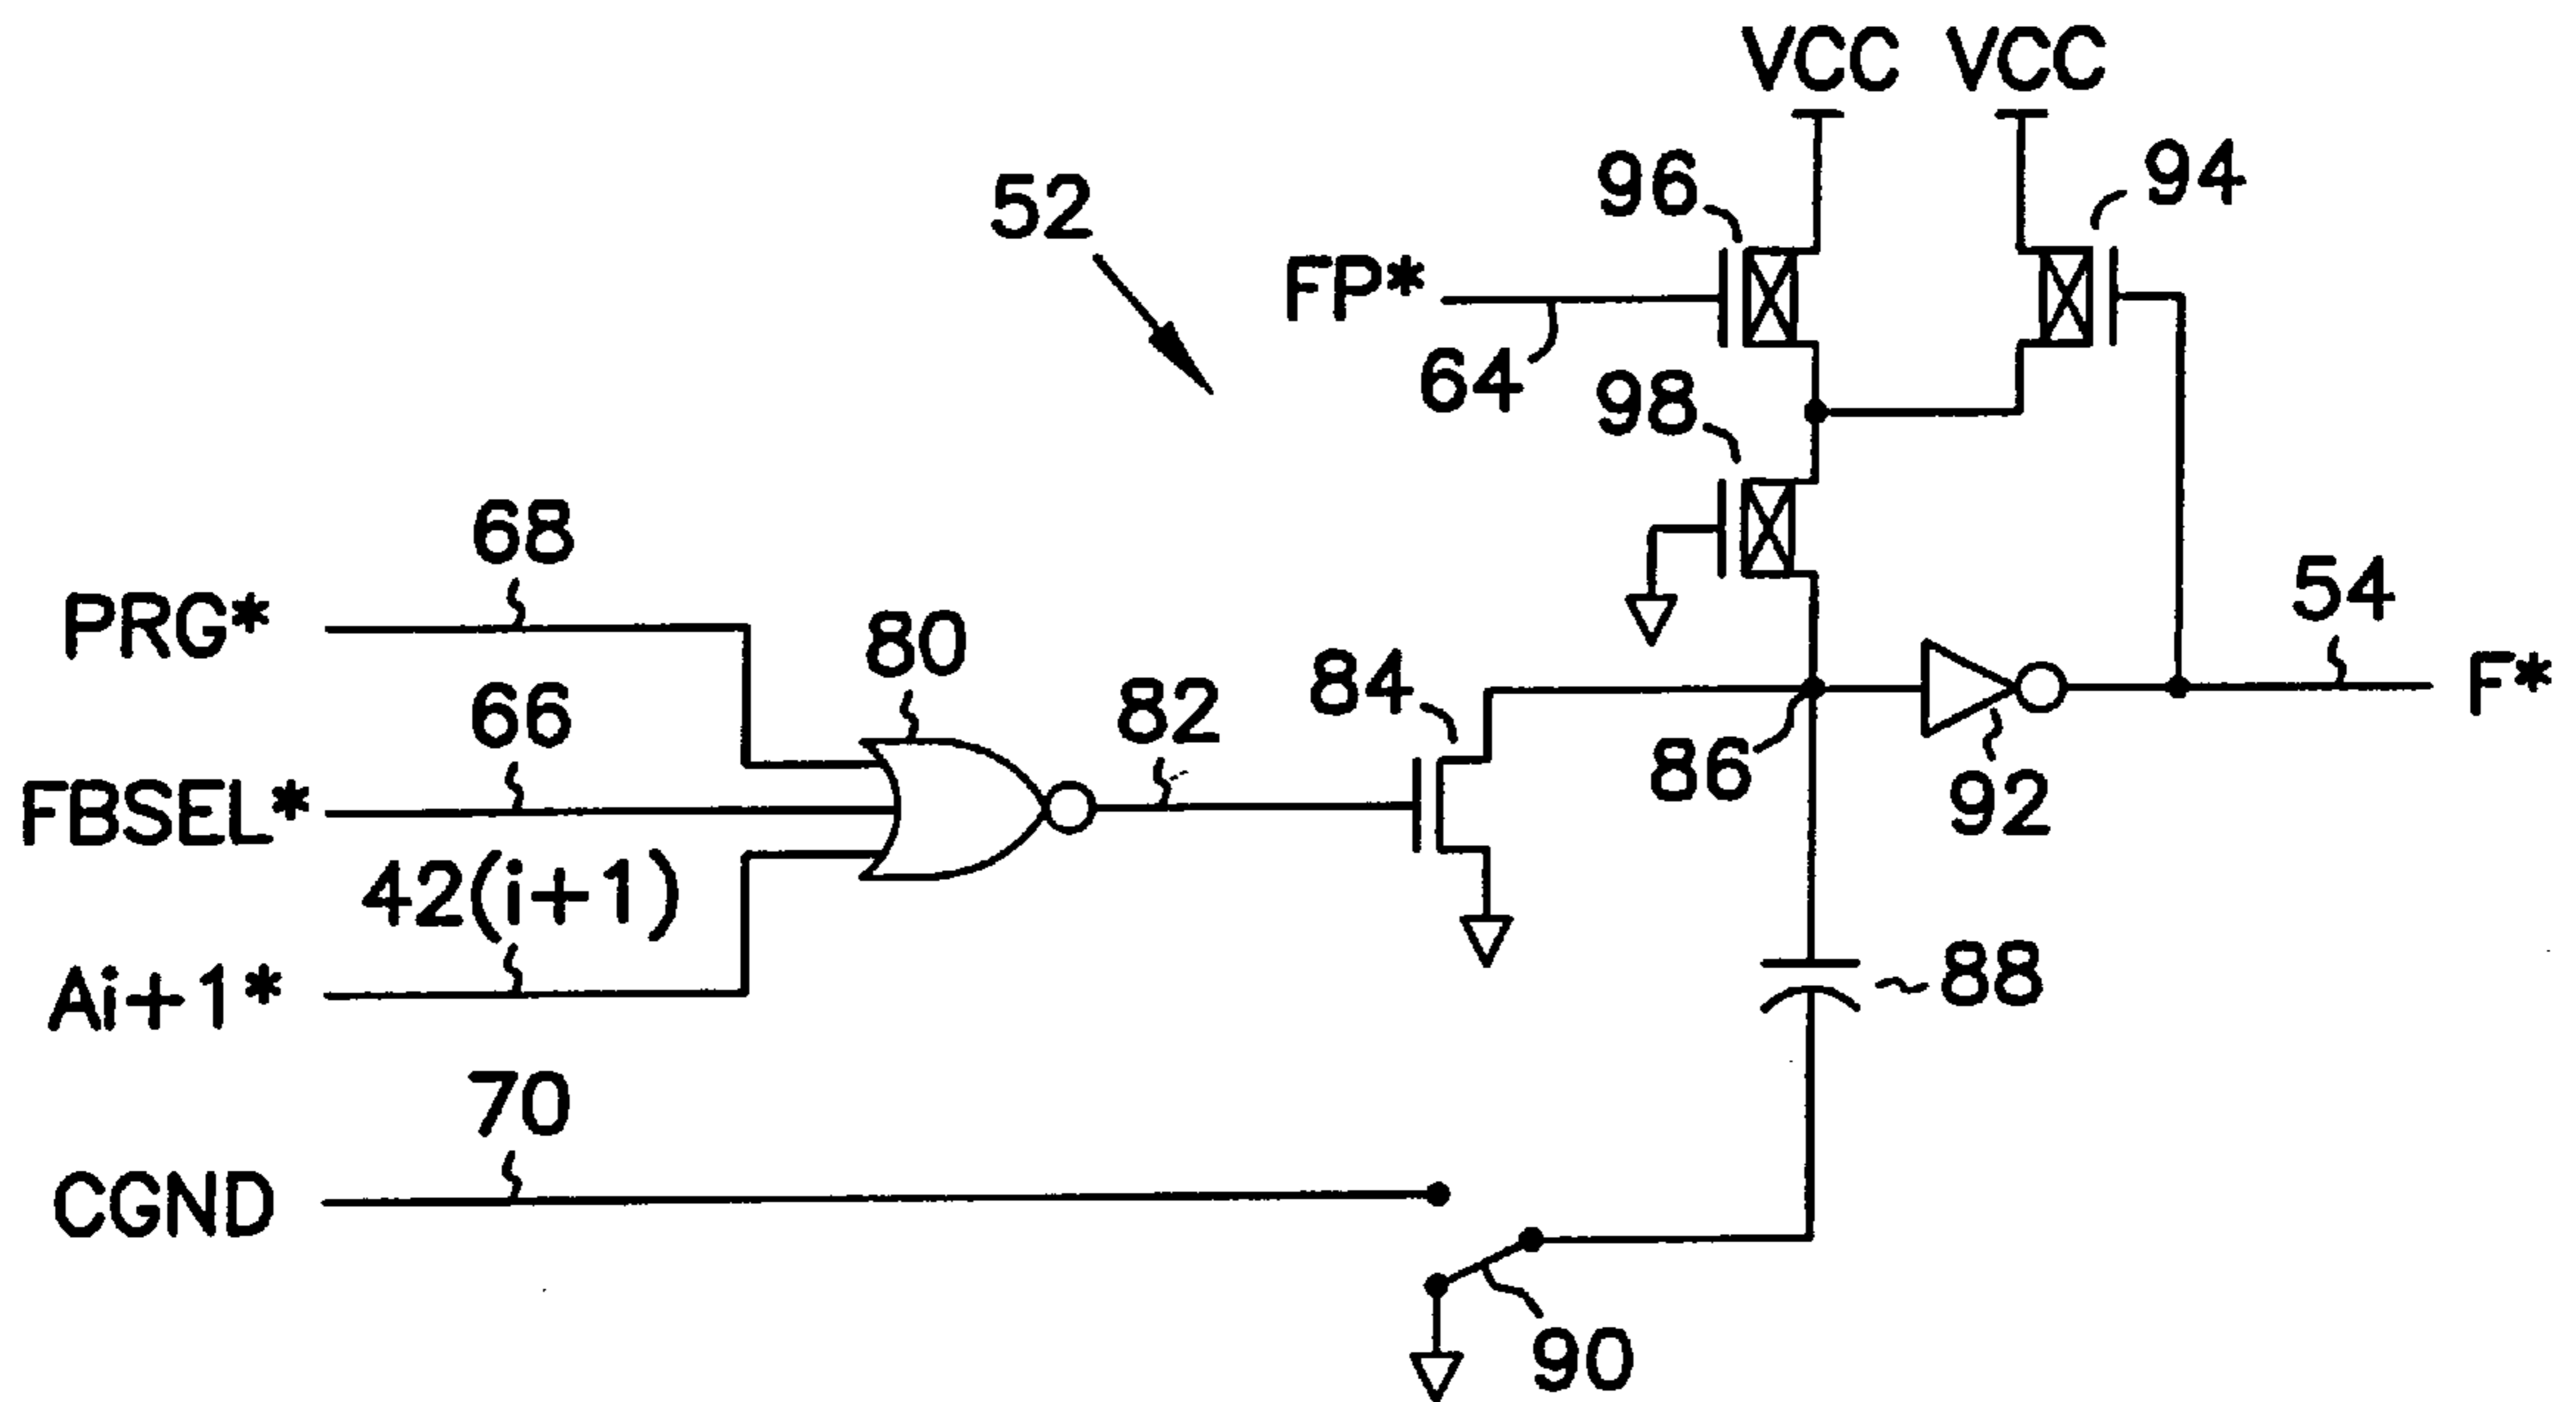 VCC VCC
96
94
52
FP*
64
98
68
PRG*
80
54
84
82
F*
66
86
FBSEL*
92
42(i+1)
88
Ai+1*
70
CGND
90